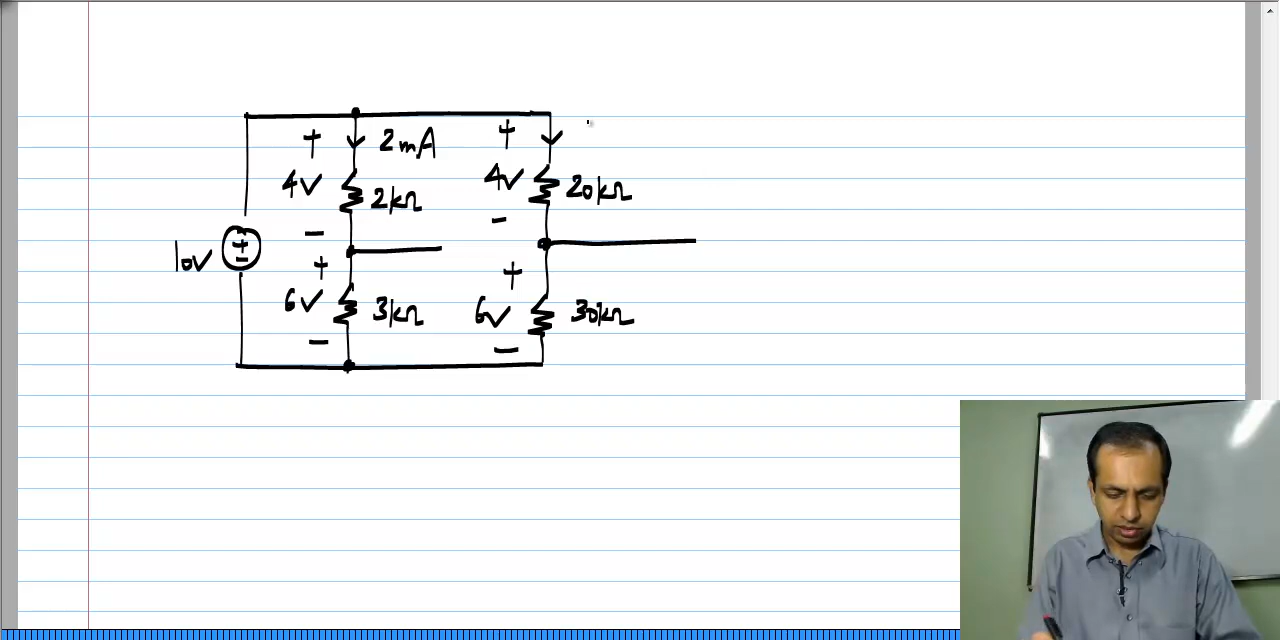 + 2mA +
4V 2kΩ 4V 20kΩ
- -
10V + -
+ +
6V 3kΩ 6V 30kΩ
- -